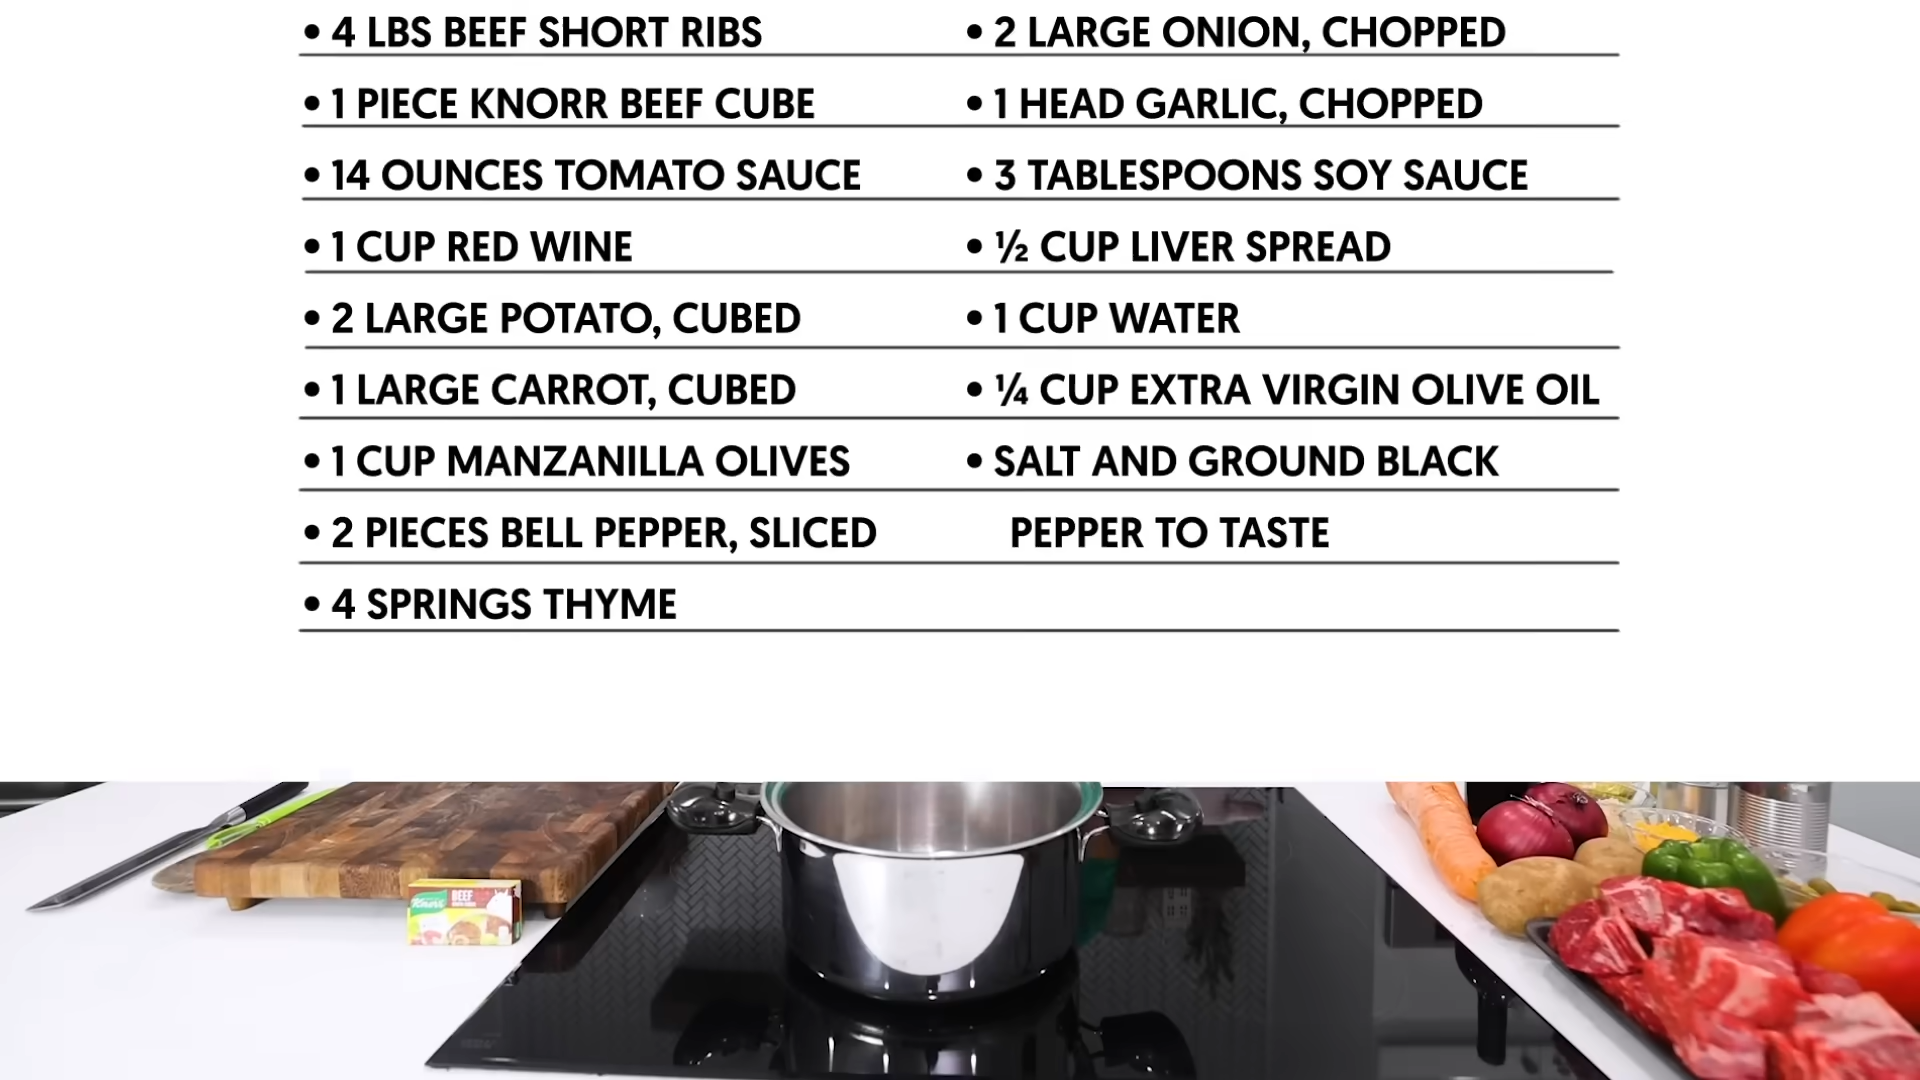 • 4 LBS BEEF SHORT RIBS
• 1 PIECE KNORR BEEF CUBE
• 14 OUNCES TOMATO SAUCE
• 1 CUP RED WINE
• 2 LARGE POTATO, CUBED
• 1 LARGE CARROT, CUBED
• 1 CUP MANZANILLA OLIVES
• 2 PIECES BELL PEPPER, SLICED
• 4 SPRINGS THYME
• 2 LARGE ONION, CHOPPED
• 1 HEAD GARLIC, CHOPPED
• 3 TABLESPOONS SOY SAUCE
• ½ CUP LIVER SPREAD
• 1 CUP WATER
• ¼ CUP EXTRA VIRGIN OLIVE OIL
• SALT AND GROUND BLACK
PEPPER TO TASTE
Knorr
BEEF